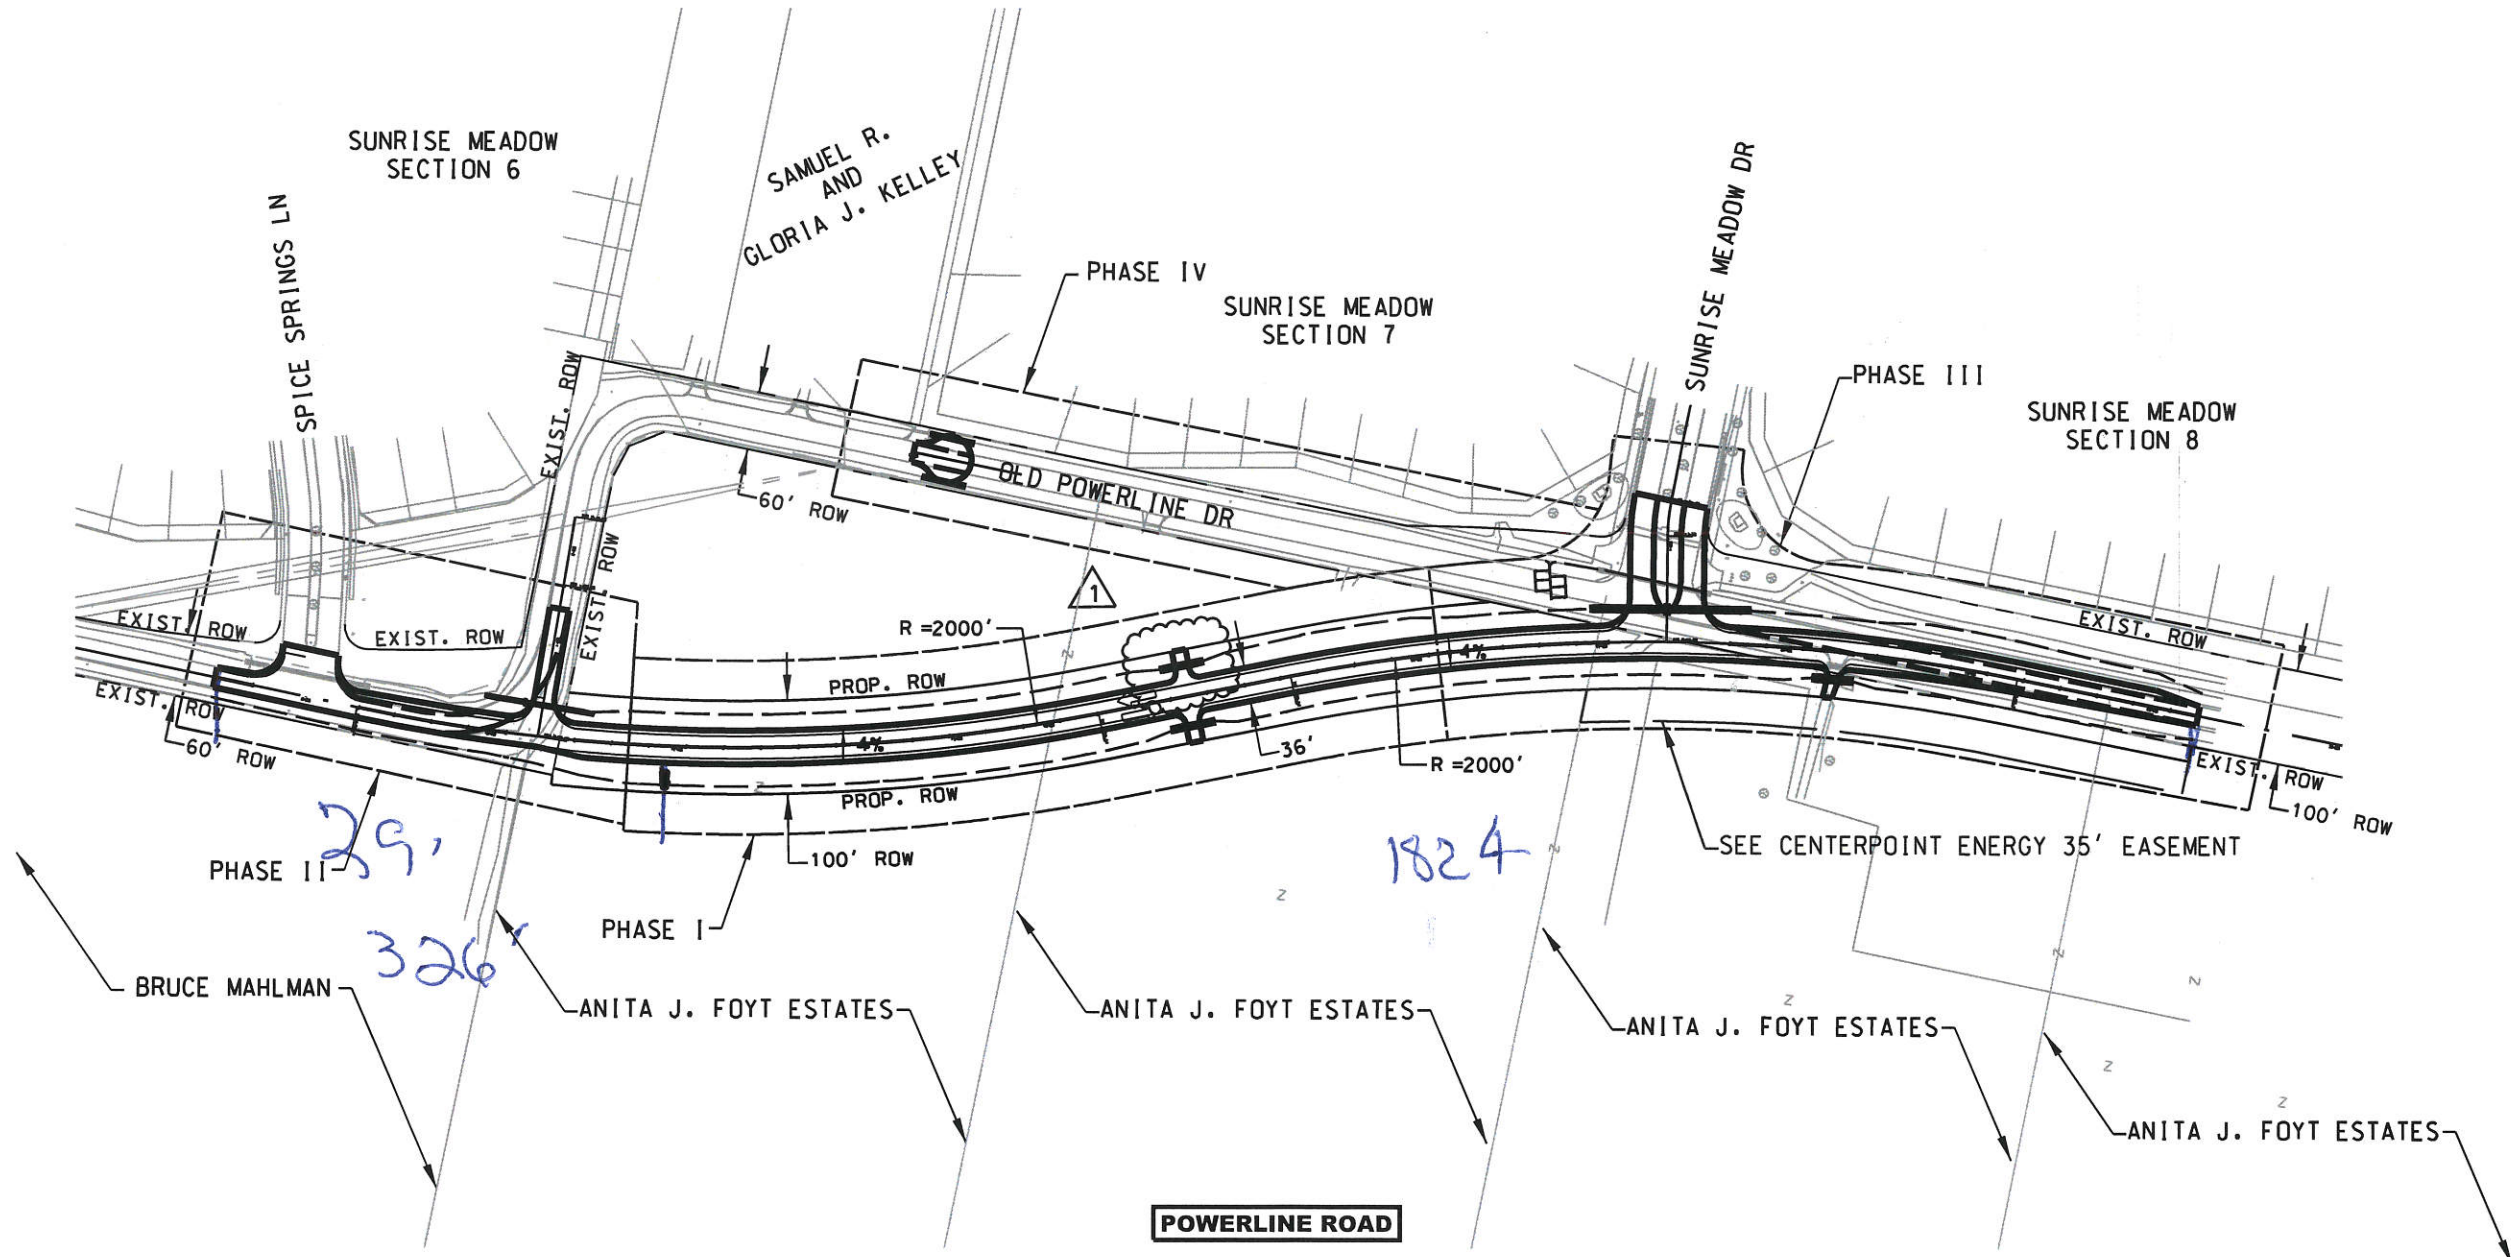 SUNRISE MEADOW
SECTION 6
SPICE SPRINGS LN
SAMUEL R.
AND
GLORIA J. KELLEY
PHASE IV
SUNRISE MEADOW
SECTION 7
SUNRISE MEADOW DR
PHASE III
SUNRISE MEADOW
SECTION 8
EXIST. ROW
60' ROW
OLD POWERLINE DR
EXIST. ROW
1
EXIST. ROW
EXIST. ROW
R =2000'
EXIST. ROW
EXIST. ROW
PROP. ROW
4%
4%
60' ROW
36'
R =2000'
EXIST. ROW
PROP. ROW
100' ROW
29'
PHASE II
100' ROW
1824
SEE CENTERPOINT ENERGY 35' EASEMENT
PHASE I
326'
BRUCE MAHLMAN
ANITA J. FOYT ESTATES
ANITA J. FOYT ESTATES
ANITA J. FOYT ESTATES
ANITA J. FOYT ESTATES
POWERLINE ROAD